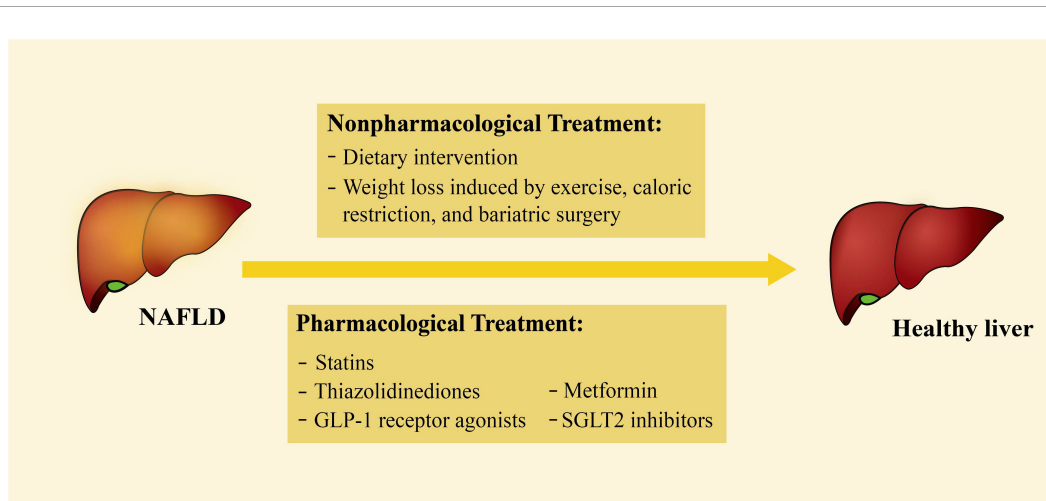 Nonpharmacological Treatment:
- Dietary intervention
- Weight loss induced by exercise, caloric
restriction, and bariatric surgery
NAFLD
Healthy liver
Pharmacological Treatment:
- Statins
- Thiazolidinediones
- GLP-1 receptor agonists
- Metformin
- SGLT2 inhibitors